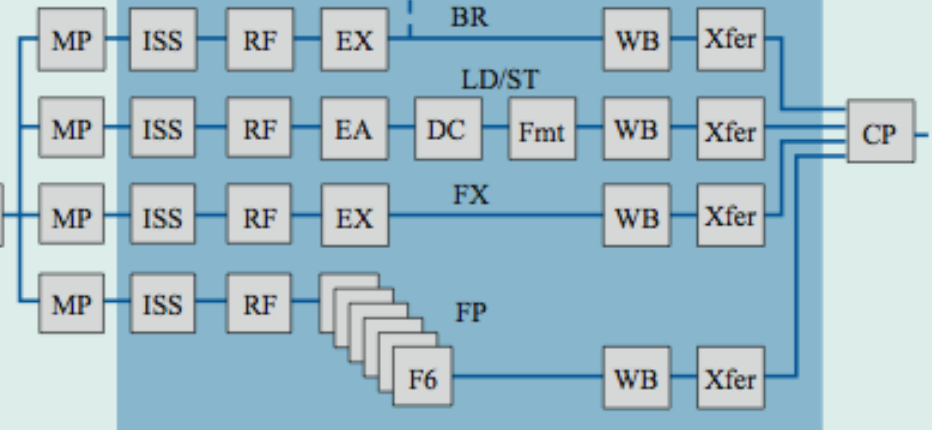 BR
MP ISS RF EX WB Xfer
LD/ST
MP ISS RF EA DC Fmt WB Xfer CP
FX
MP ISS RF EX WB Xfer
MP ISS RF FP
F6 WB Xfer